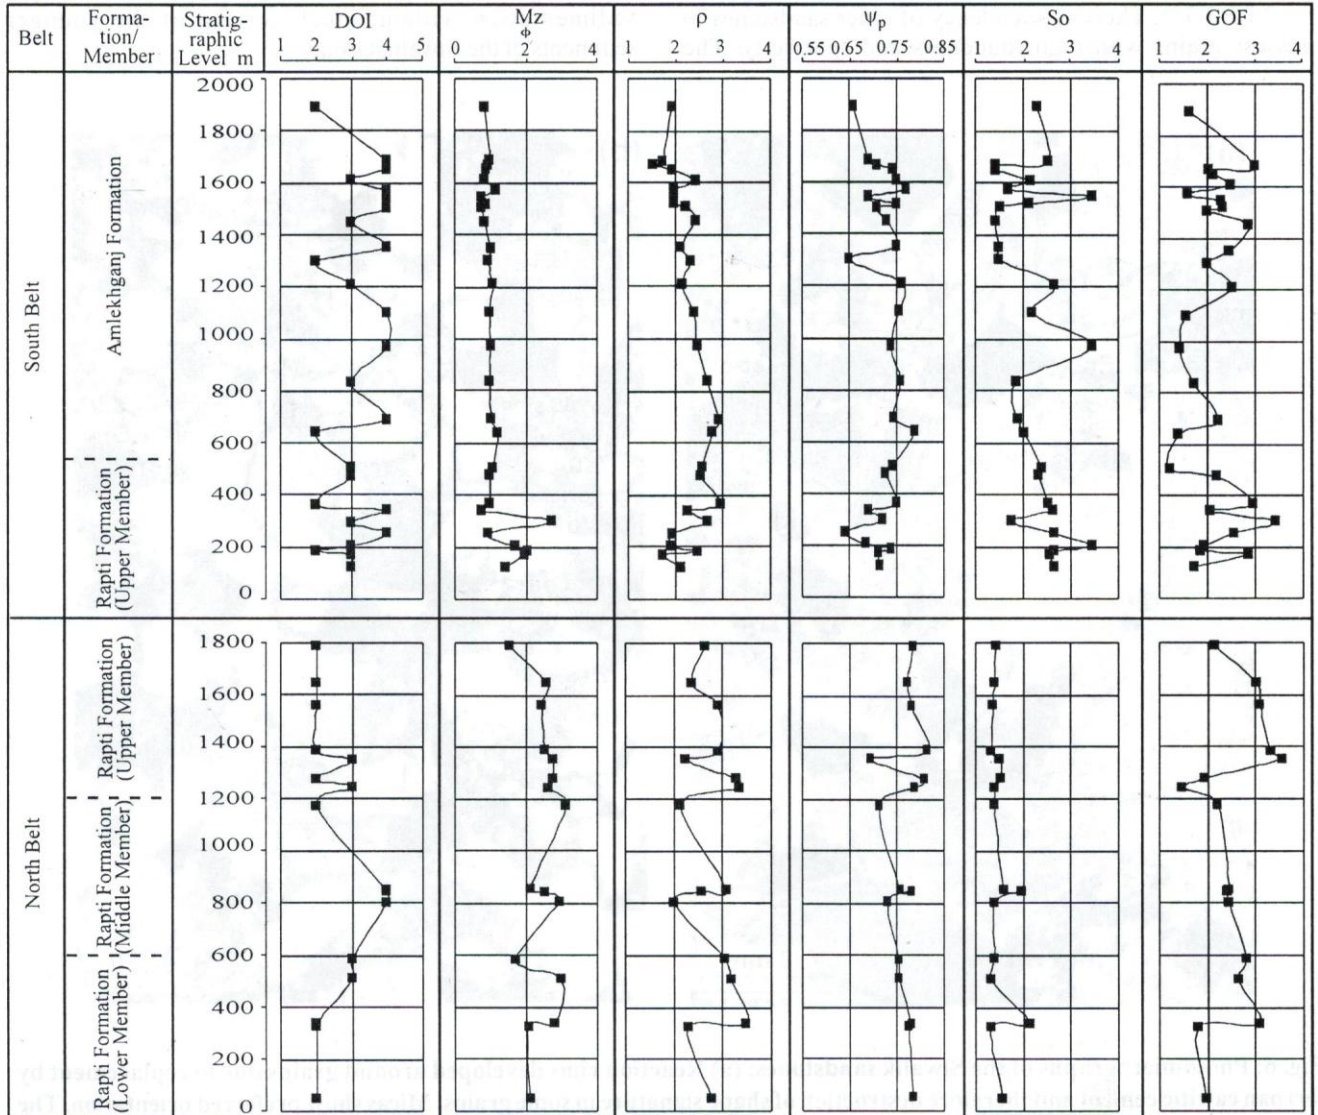 Belt
Forma-
tion/
Member
Stratig-
raphic
Level m
DOI
1 2 3 4 5
Mz
ϕ
0 2 4
ρ
1 2 3 4
Ψp
0.55 0.65 0.75 0.85
So
1 2 3 4
GOF
1 2 3 4
South Belt
Amlekhganj Formation
Rapti Formation
(Upper Member)
2000
1800
1600
1400
1200
1000
800
600
400
200
0
North Belt
Rapti Formation
(Upper Member)
Rapti Formation
(Middle Member)
Rapti Formation
(Lower Member)
1800
1600
1400
1200
1000
800
600
400
200
0